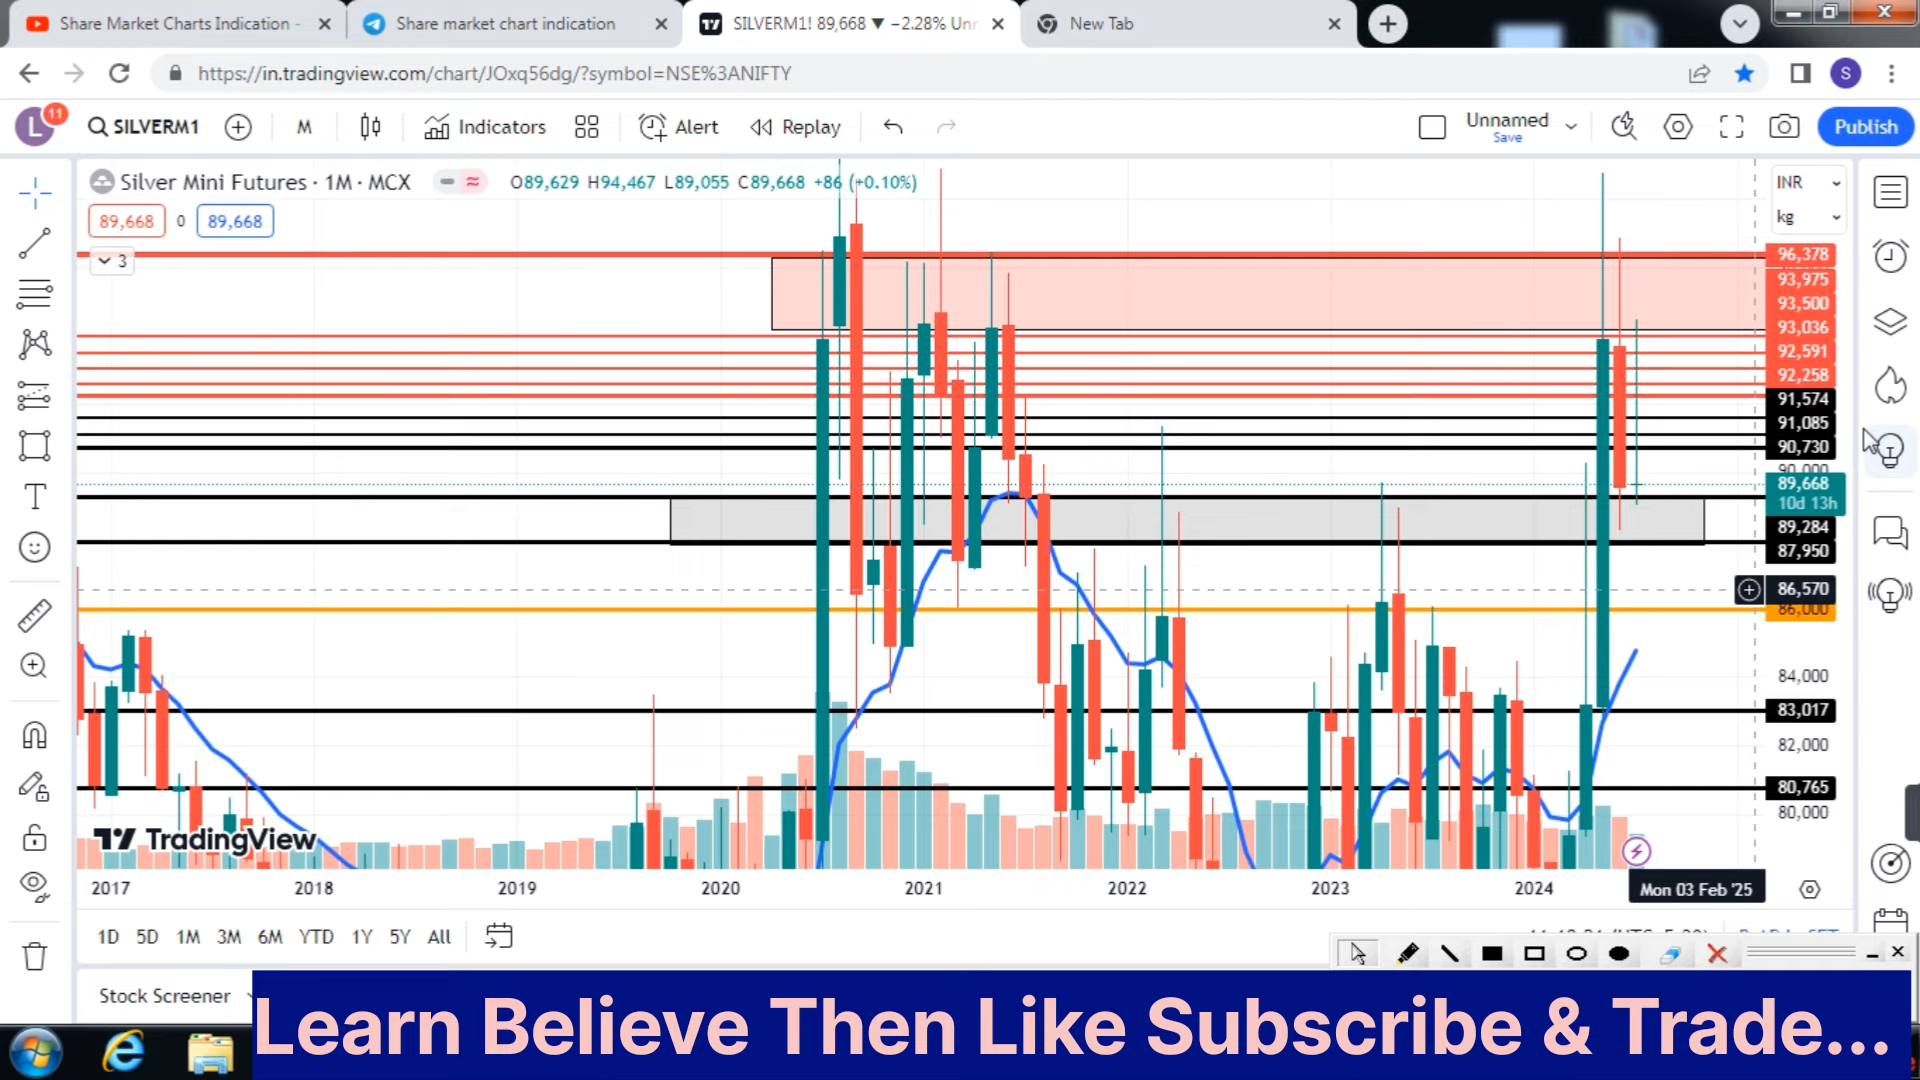 Share Market Charts Indication -
Share market chart indication
SILVERM1! 89,668 ▼ −2.28% Unn
New Tab
https://in.tradingview.com/chart/JOxq56dg/?symbol=NSE%3ANIFTY
S
L
11
SILVERM1
M
Indicators
Alert
Replay
Unnamed
Save
Publish
Silver Mini Futures · 1M · MCX
O89,629 H94,467 L89,055 C89,668 +86 (+0.10%)
INR
kg
89,668
0
89,668
3
96,378
93,975
93,500
93,036
92,591
92,258
91,574
91,085
90,730
90,000
89,668
10d 13h
89,284
87,950
86,570
86,000
84,000
83,017
82,000
80,765
80,000
TradingView
2017
2018
2019
2020
2021
2022
2023
2024
Mon 03 Feb '25
1D
5D
1M
3M
6M
YTD
1Y
5Y
All
Stock Screener
Learn Believe Then Like Subscribe & Trade...